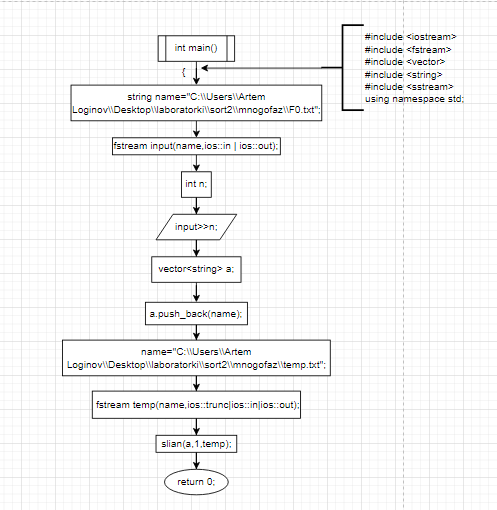 int main()
{
#include <iostream>
#include <fstream>
#include <vector>
#include <string>
#include <sstream>
using namespace std;
string name="C:\\Users\\Artem
Loginov\\Desktop\\laboratorki\\sort2\\mnogofaz\\F0.txt";
fstream input(name,ios::in | ios::out);
int n;
input>>n;
vector<string> a;
a.push_back(name);
name="C:\\Users\\Artem
Loginov\\Desktop\\laboratorki\\sort2\\mnogofaz\\temp.txt";
fstream temp(name,ios::trunc|ios::in|ios::out);
slian(a,1,temp);
return 0;